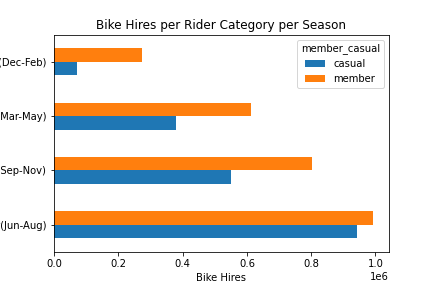 Bike Hires per Rider Category per Season
member_casual
casual
member
(Dec-Feb)
Mar-May)
Sep-Nov)
(Jun-Aug)
0.0 0.2 0.4 0.6 0.8 1.0
1e6
Bike Hires